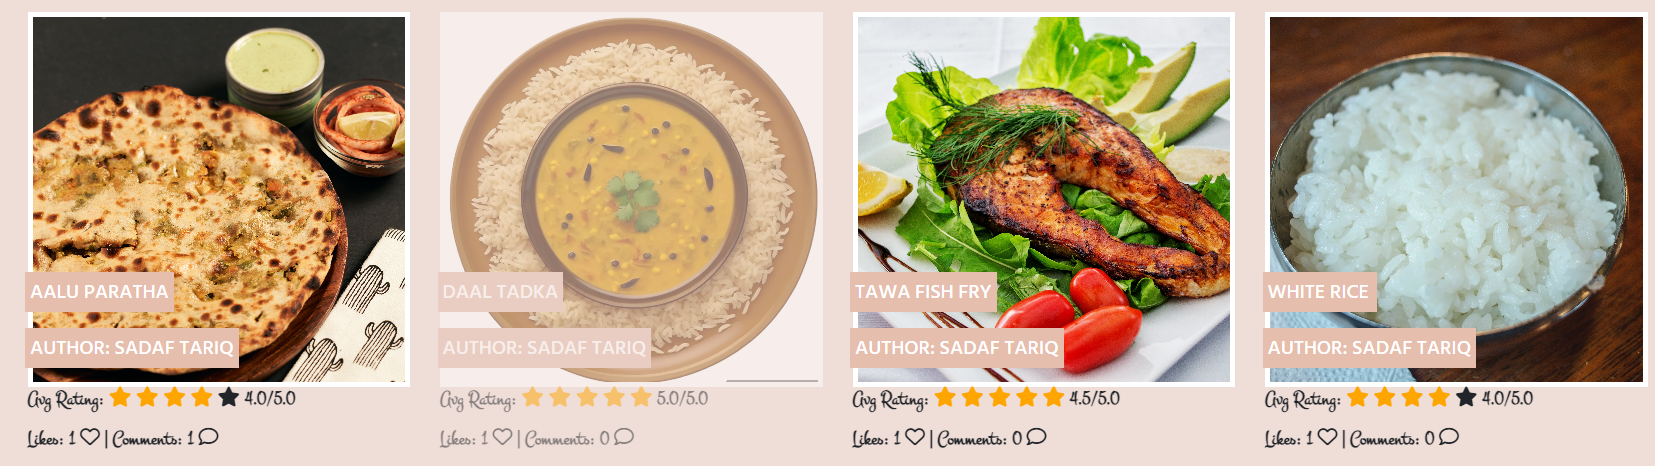 AALU PARATHA
AUTHOR: SADAF TARIQ
Avg Rating: 4.0/5.0
Likes: 1 | Comments: 1
DAAL TADKA
AUTHOR: SADAF TARIQ
Avg Rating: 5.0/5.0
Likes: 1 | Comments: 0
TAWA FISH FRY
AUTHOR: SADAF TARIQ
Avg Rating: 4.5/5.0
Likes: 1 | Comments: 0
WHITE RICE
AUTHOR: SADAF TARIQ
Avg Rating: 4.0/5.0
Likes: 1 | Comments: 0